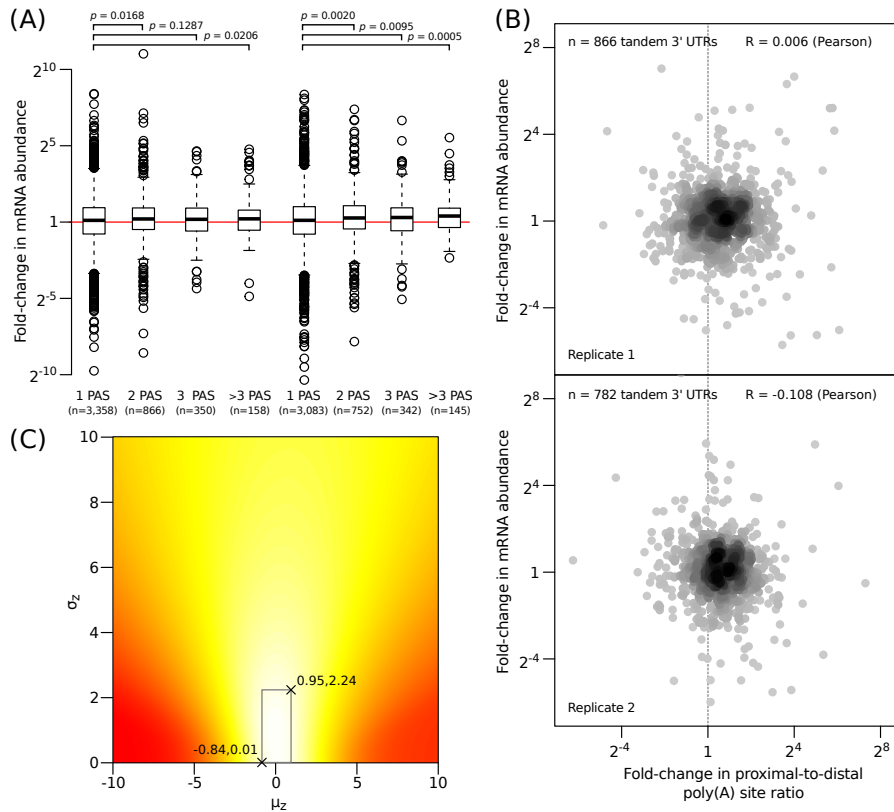 (A)
p = 0.0168
p = 0.1287
p = 0.0206
p = 0.0020
p = 0.0095
p = 0.0005
Fold-change in mRNA abundance
2^10
2^5
1
2^-5
2^-10
1 PAS 2 PAS 3 PAS >3 PAS 1 PAS 2 PAS 3 PAS >3 PAS
(n=3,358) (n=866) (n=350) (n=158) (n=3,083) (n=752) (n=342) (n=145)
(B)
n = 866 tandem 3' UTRs R = 0.006 (Pearson)
Fold-change in mRNA abundance
2^8
2^4
1
2^-4
Replicate 1
n = 782 tandem 3' UTRs R = -0.108 (Pearson)
Fold-change in mRNA abundance
2^8
2^4
1
2^-4
Replicate 2
2^-4 1 2^4 2^8
Fold-change in proximal-to-distal
poly(A) site ratio
(C)
σz
10
8
6
4
2
0
0.95,2.24
-0.84,0.01
-10 -5 0 5 10
μz